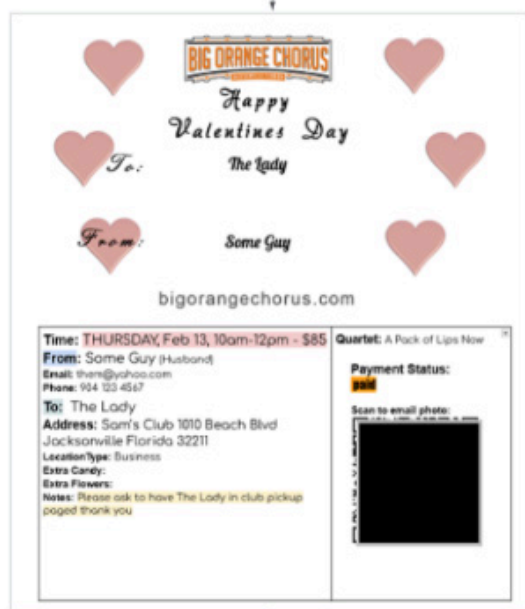 BIG ORANGE CHORUS
Happy
Valentines Day
To: The Lady
From: Some Guy
bigorangechorus.com
Time: THURSDAY, Feb 13, 10am-12pm - $85
From: Some Guy (Husband)
Email: them@yahoo.com
Phone: 904 123 4567
To: The Lady
Address: Sam's Club 1010 Beach Blvd
Jacksonville Florida 32211
LocationType: Business
Extra Candy:
Extra Flowers:
Notes: Please ask to have The Lady in club pickup
paged thank you
Quartet: A Pack of Lips Now
Payment Status:
paid
Scan to email photo: